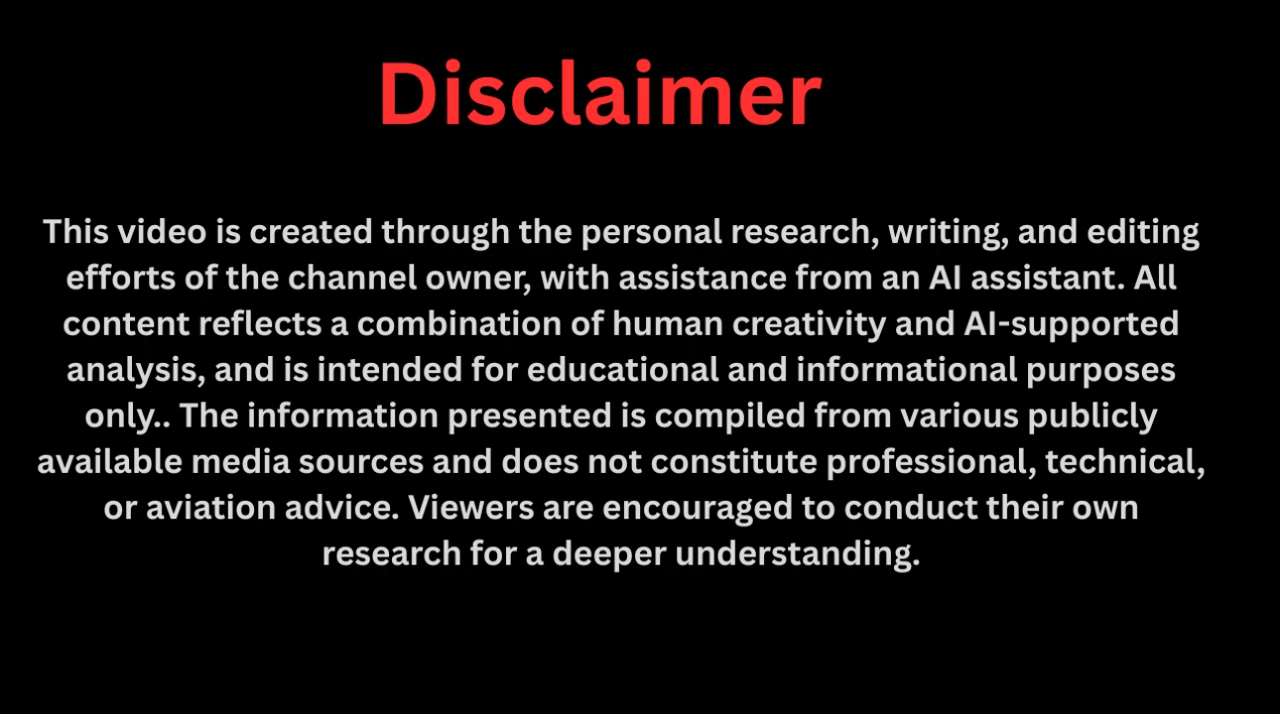 Disclaimer
This video is created through the personal research, writing, and editing
efforts of the channel owner, with assistance from an AI assistant. All
content reflects a combination of human creativity and AI-supported
analysis, and is intended for educational and informational purposes
only.. The information presented is compiled from various publicly
available media sources and does not constitute professional, technical,
or aviation advice. Viewers are encouraged to conduct their own
research for a deeper understanding.